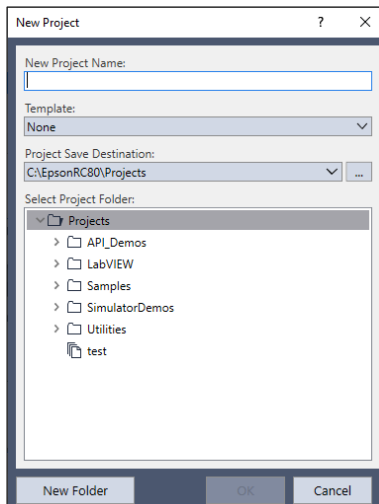 New Project
?
New Project Name:
Template:
None
Project Save Destination:
C:\EpsonRC80\Projects
...
Select Project Folder:
Projects
API_Demos
LabVIEW
Samples
SimulatorDemos
Utilities
test
New Folder
OK
Cancel